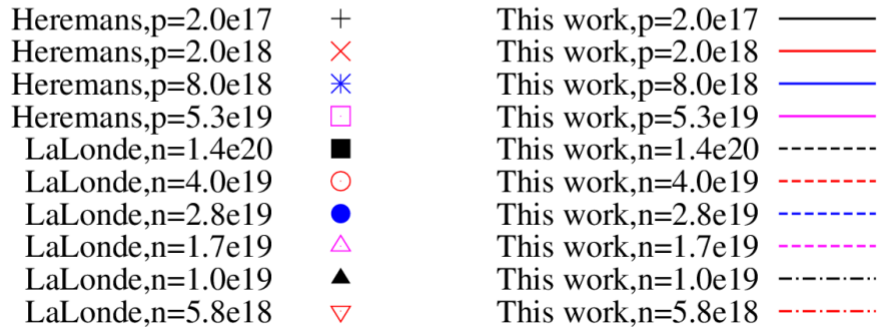 Heremans,p=2.0e17 This work,p=2.0e17
Heremans,p=2.0e18 This work,p=2.0e18
Heremans,p=8.0e18 This work,p=8.0e18
Heremans,p=5.3e19 This work,p=5.3e19
LaLonde,n=1.4e20 This work,n=1.4e20
LaLonde,n=4.0e19 This work,n=4.0e19
LaLonde,n=2.8e19 This work,n=2.8e19
LaLonde,n=1.7e19 This work,n=1.7e19
LaLonde,n=1.0e19 This work,n=1.0e19
LaLonde,n=5.8e18 This work,n=5.8e18